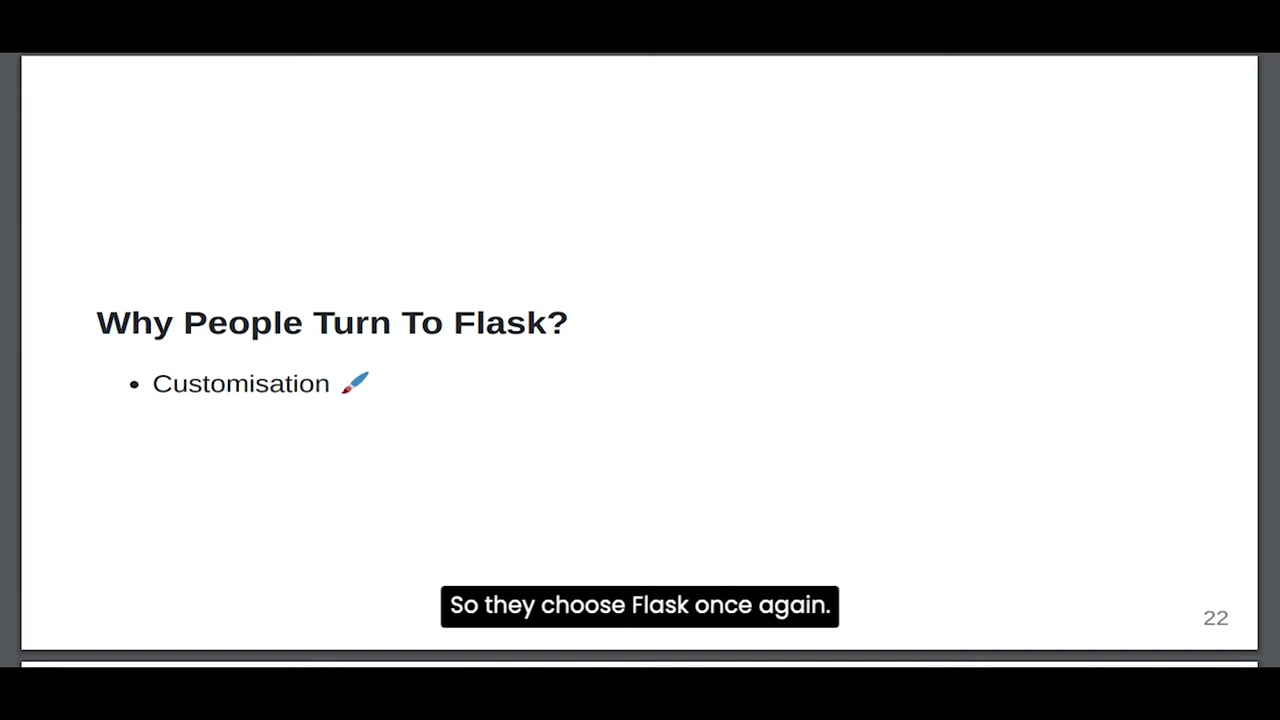 Why People Turn To Flask?
• Customisation 🖌️
So they choose Flask once again.
22